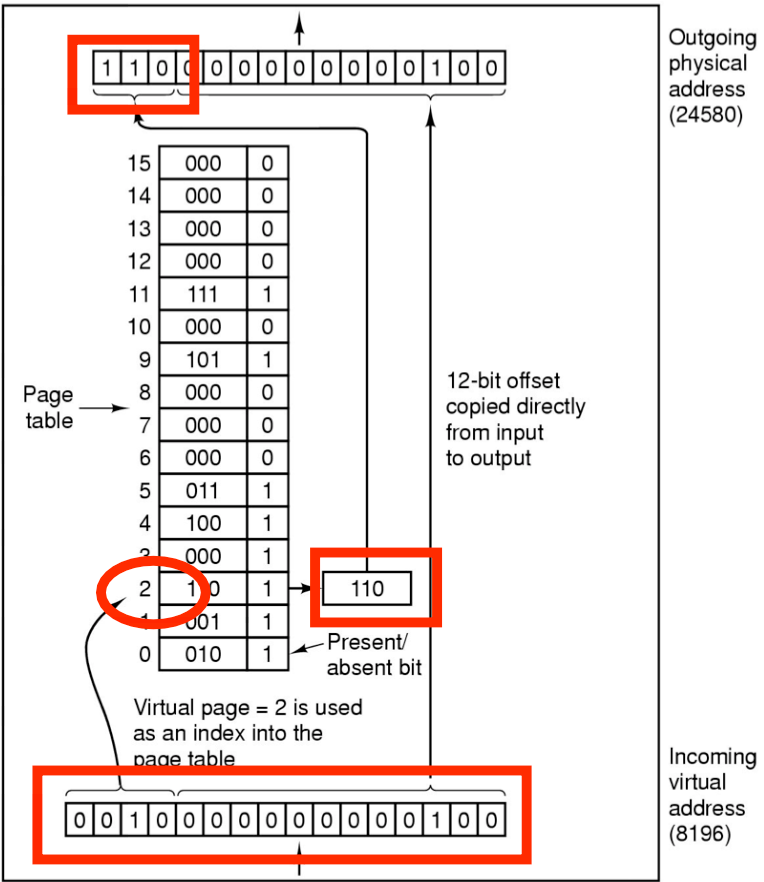 Outgoing
physical
address
(24580)
1 1 0 0 0 0 0 0 0 0 0 0 1 0 0
15 000 0
14 000 0
13 000 0
12 000 0
11 111 1
10 000 0
9 101 1
8 000 0
7 000 0
6 000 0
5 011 1
4 100 1
3 000 1
2 110 1
1 001 1
0 010 1
Page
table
110
12-bit offset
copied directly
from input
to output
Present/
absent bit
Virtual page = 2 is used
as an index into the
page table
0 0 1 0 0 0 0 0 0 0 0 0 0 1 0 0
Incoming
virtual
address
(8196)